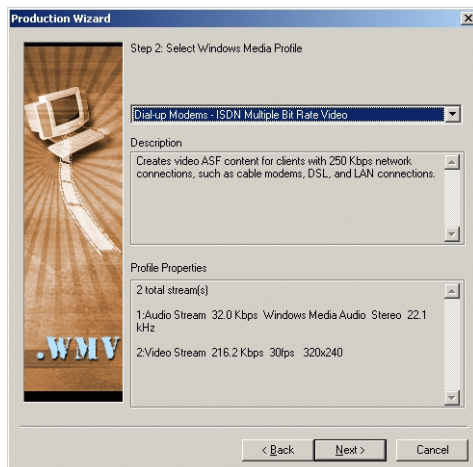 Production Wizard
Step 2: Select Windows Media Profile
Dial-up Modems - ISDN Multiple Bit Rate Video
Description
Creates video ASF content for clients with 250 Kbps network
connections, such as cable modems, DSL, and LAN connections.
Profile Properties
2 total stream(s)
1:Audio Stream 32.0 Kbps Windows Media Audio Stereo 22.1
kHz
2:Video Stream 216.2 Kbps 30fps 320x240
.WMV
< Back
Next >
Cancel